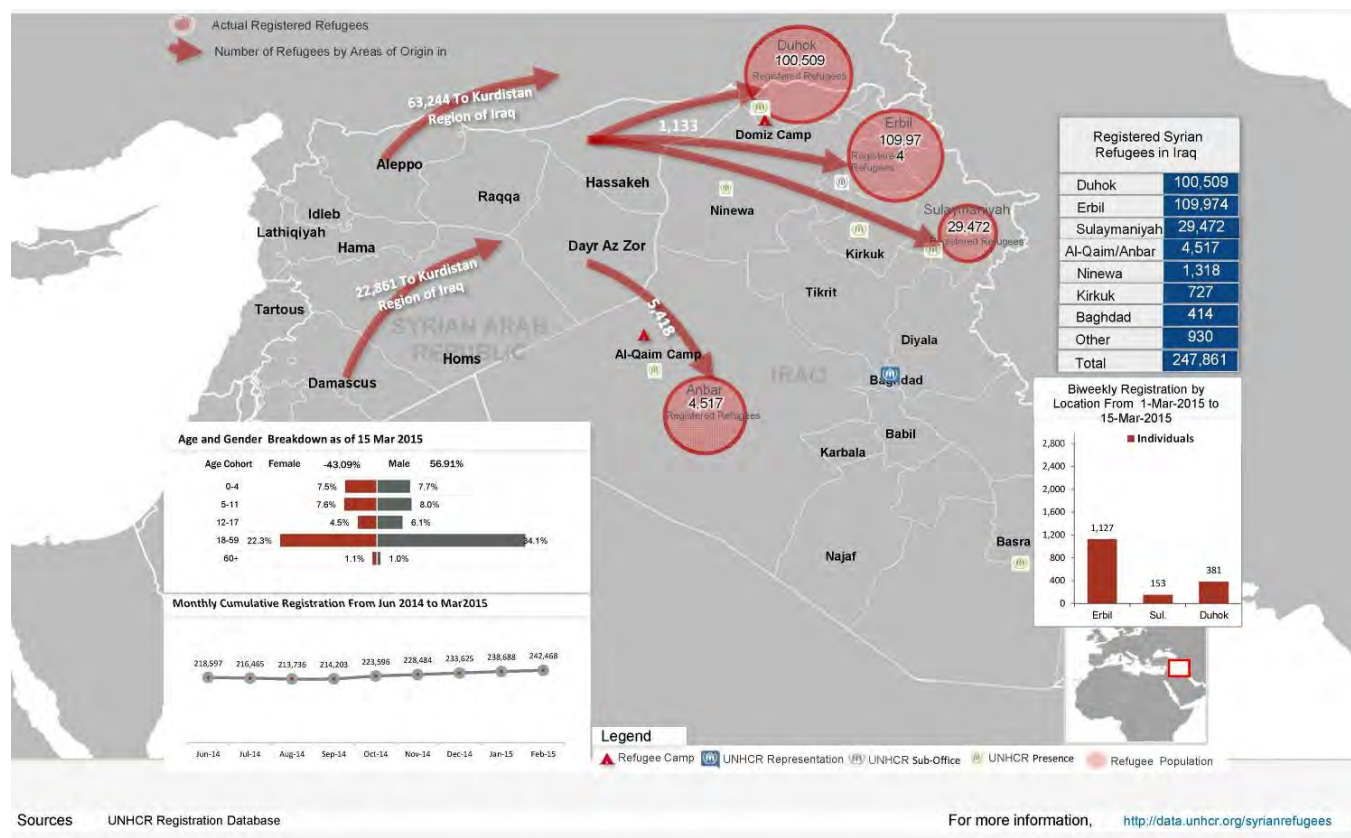 Actual Registered Refugees
Number of Refugees by Areas of Origin in
63,244 To Kurdistan
Region of Iraq
Aleppo
Raqqa
Hassakeh
Idleb
Lathiqiyah
Hama
Dayr Az Zor
22,861 To Kurdistan
Region of Iraq
Tartous
SYRIAN ARAB
REPUBLIC
Homs
Damascus
1,133
5,418
Duhok
100,509
Registered Refugees
Domiz Camp
Erbil
109,97
4
Registere
Refugees
Ninewa
Sulaymaniyah
29,472
Registered Refugees
Kirkuk
Tikrit
Diyala
Al-Qaim Camp
IRAQ
Baghdad
Anbar
4,517
Registered Refugees
Babil
Karbala
Najaf
Basra
Registered Syrian
Refugees in Iraq
Duhok 100,509
Erbil 109,974
Sulaymaniyah 29,472
Al-Qaim/Anbar 4,517
Ninewa 1,318
Kirkuk 727
Baghdad 414
Other 930
Total 247,861
Biweekly Registration by
Location From 1-Mar-2015 to
15-Mar-2015
Individuals
2,800
2,400
2,000
1,600
1,200
800
400
0
1,127
153
381
Erbil Sul. Duhok
Age and Gender Breakdown as of 15 Mar 2015
Age Cohort Female -43.09% Male 56.91%
0-4 7.5% 7.7%
5-11 7.6% 8.0%
12-17 4.5% 6.1%
18-59 22.3% 34.1%
60+ 1.1% 1.0%
Monthly Cumulative Registration From Jun 2014 to Mar2015
218,597 216,465 213,736 214,203 223,596 228,484 233,625 238,688 242,468
Jun-14 Jul-14 Aug-14 Sep-14 Oct-14 Nov-14 Dec-14 Jan-15 Feb-15
Legend
Refugee Camp UNHCR Representation UNHCR Sub-Office UNHCR Presence Refugee Population
Sources UNHCR Registration Database
For more information, http://data.unhcr.org/syrianrefugees